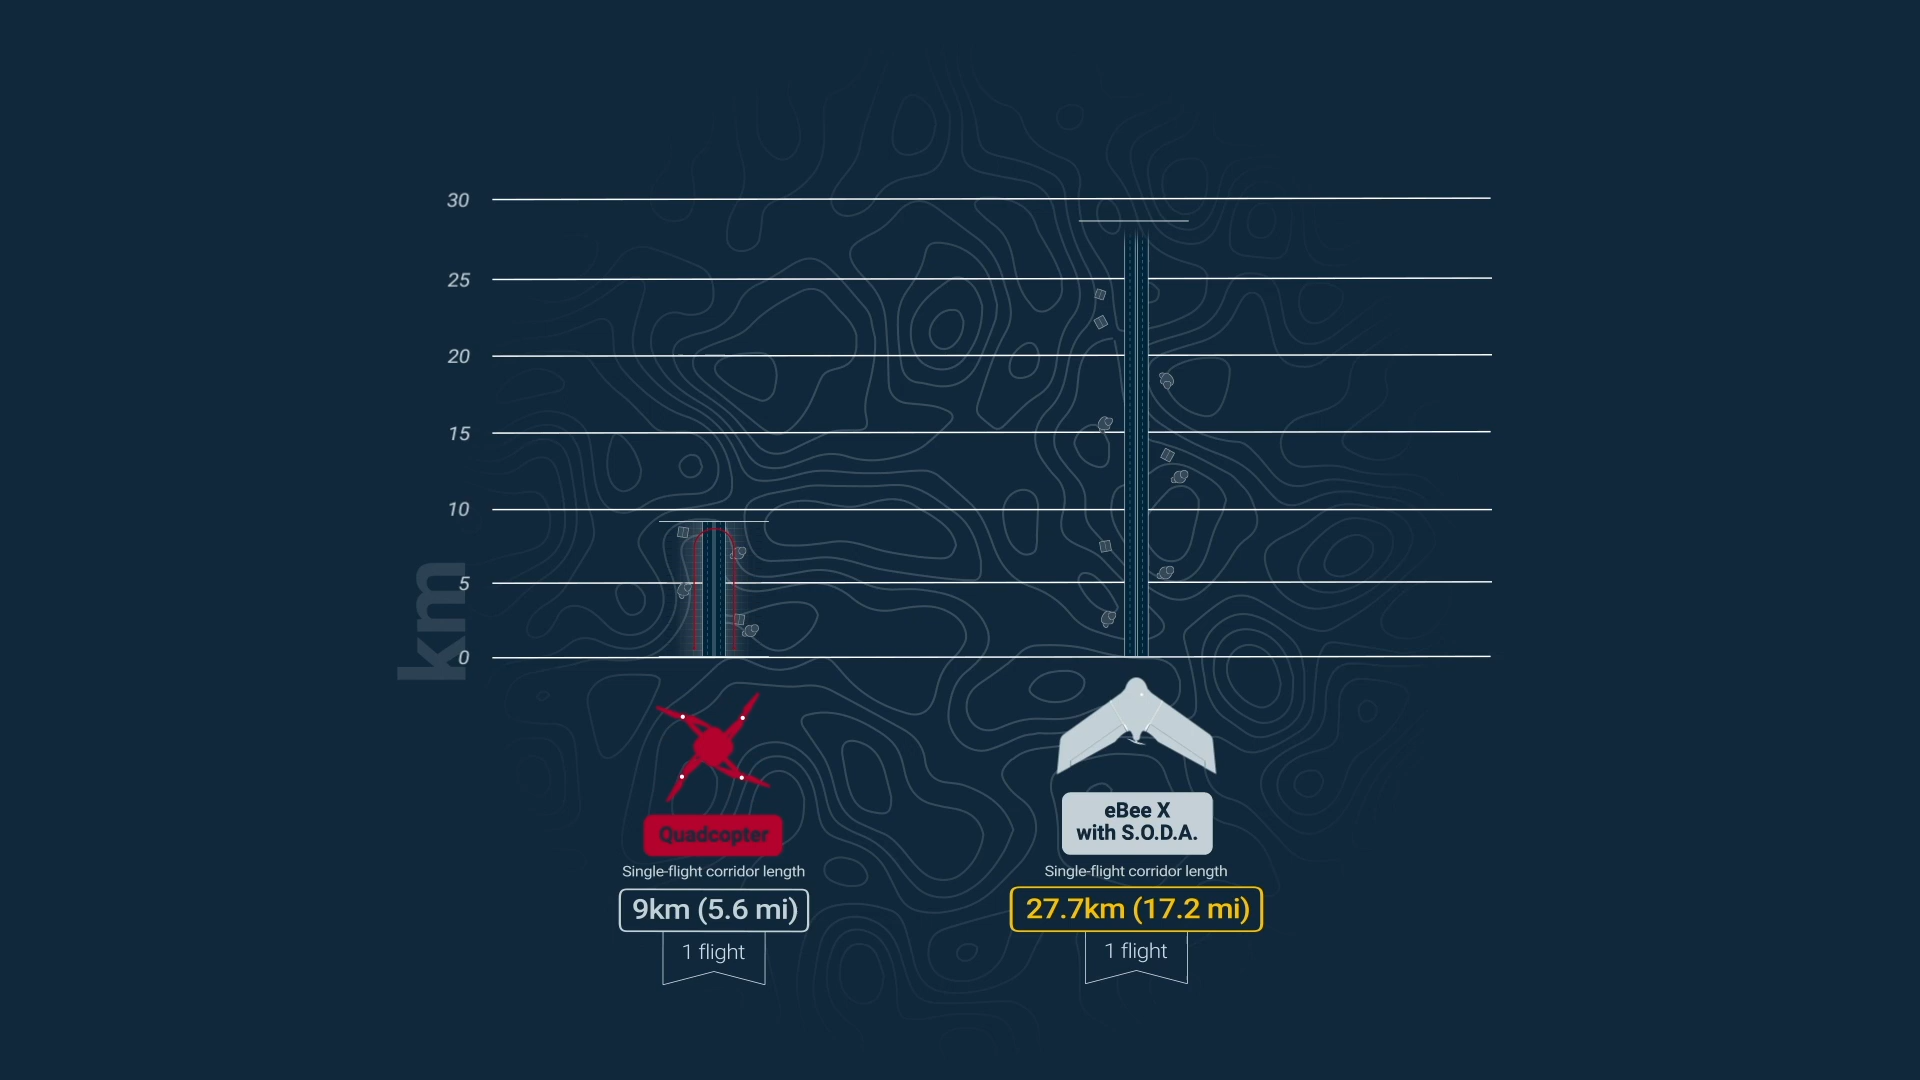 30
25
20
15
10
5
0
km
Quadcopter
Single-flight corridor length
9km (5.6 mi)
1 flight
eBee X
with S.O.D.A.
Single-flight corridor length
27.7km (17.2 mi)
1 flight